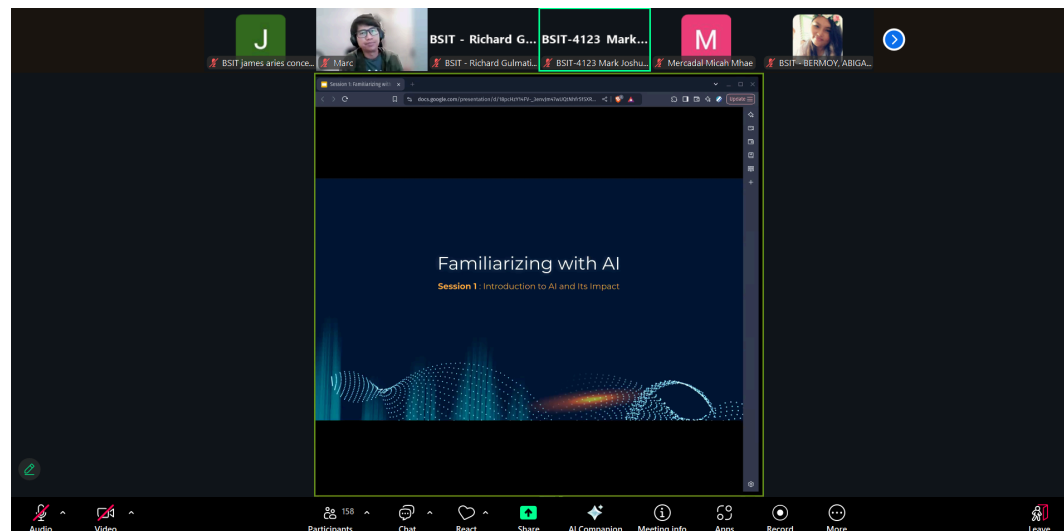 J
BSIT james aries conce...
Marc
BSIT - Richard G...
BSIT - Richard Gulmati...
BSIT-4123 Mark...
BSIT-4123 Mark Joshu...
M
Mercadal Micah Mhae
BSIT - BERMOY, ABIGA...
Update
Familiarizing with AI
Session 1 : Introduction to AI and Its Impact
Audio
Video
158
Participants
Chat
React
Share
AI Companion
Meeting info
Apps
Record
More
Leave